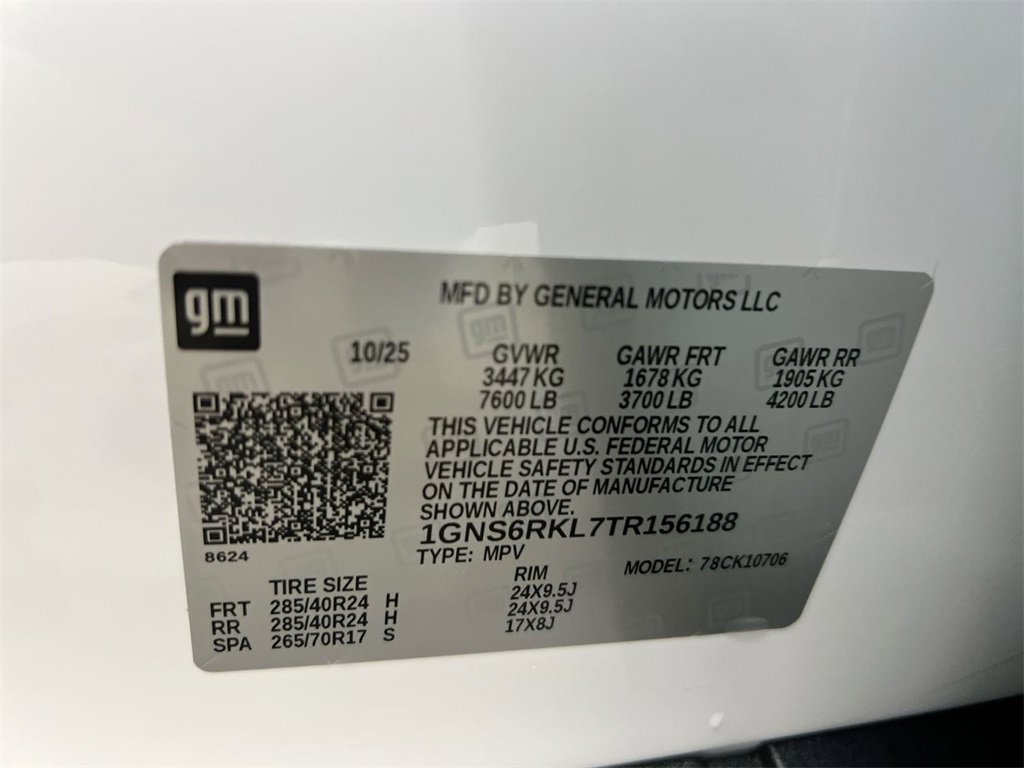 gm
MFD BY GENERAL MOTORS LLC
10/25 GVWR GAWR FRT GAWR RR
3447 KG 1678 KG 1905 KG
7600 LB 3700 LB 4200 LB
THIS VEHICLE CONFORMS TO ALL
APPLICABLE U.S. FEDERAL MOTOR
VEHICLE SAFETY STANDARDS IN EFFECT
ON THE DATE OF MANUFACTURE
SHOWN ABOVE.
1GNS6RKL7TR156188
8624 TYPE: MPV MODEL: 78CK10706
TIRE SIZE RIM
FRT 285/40R24 H 24X9.5J
RR 285/40R24 H 24X9.5J
SPA 265/70R17 S 17X8J